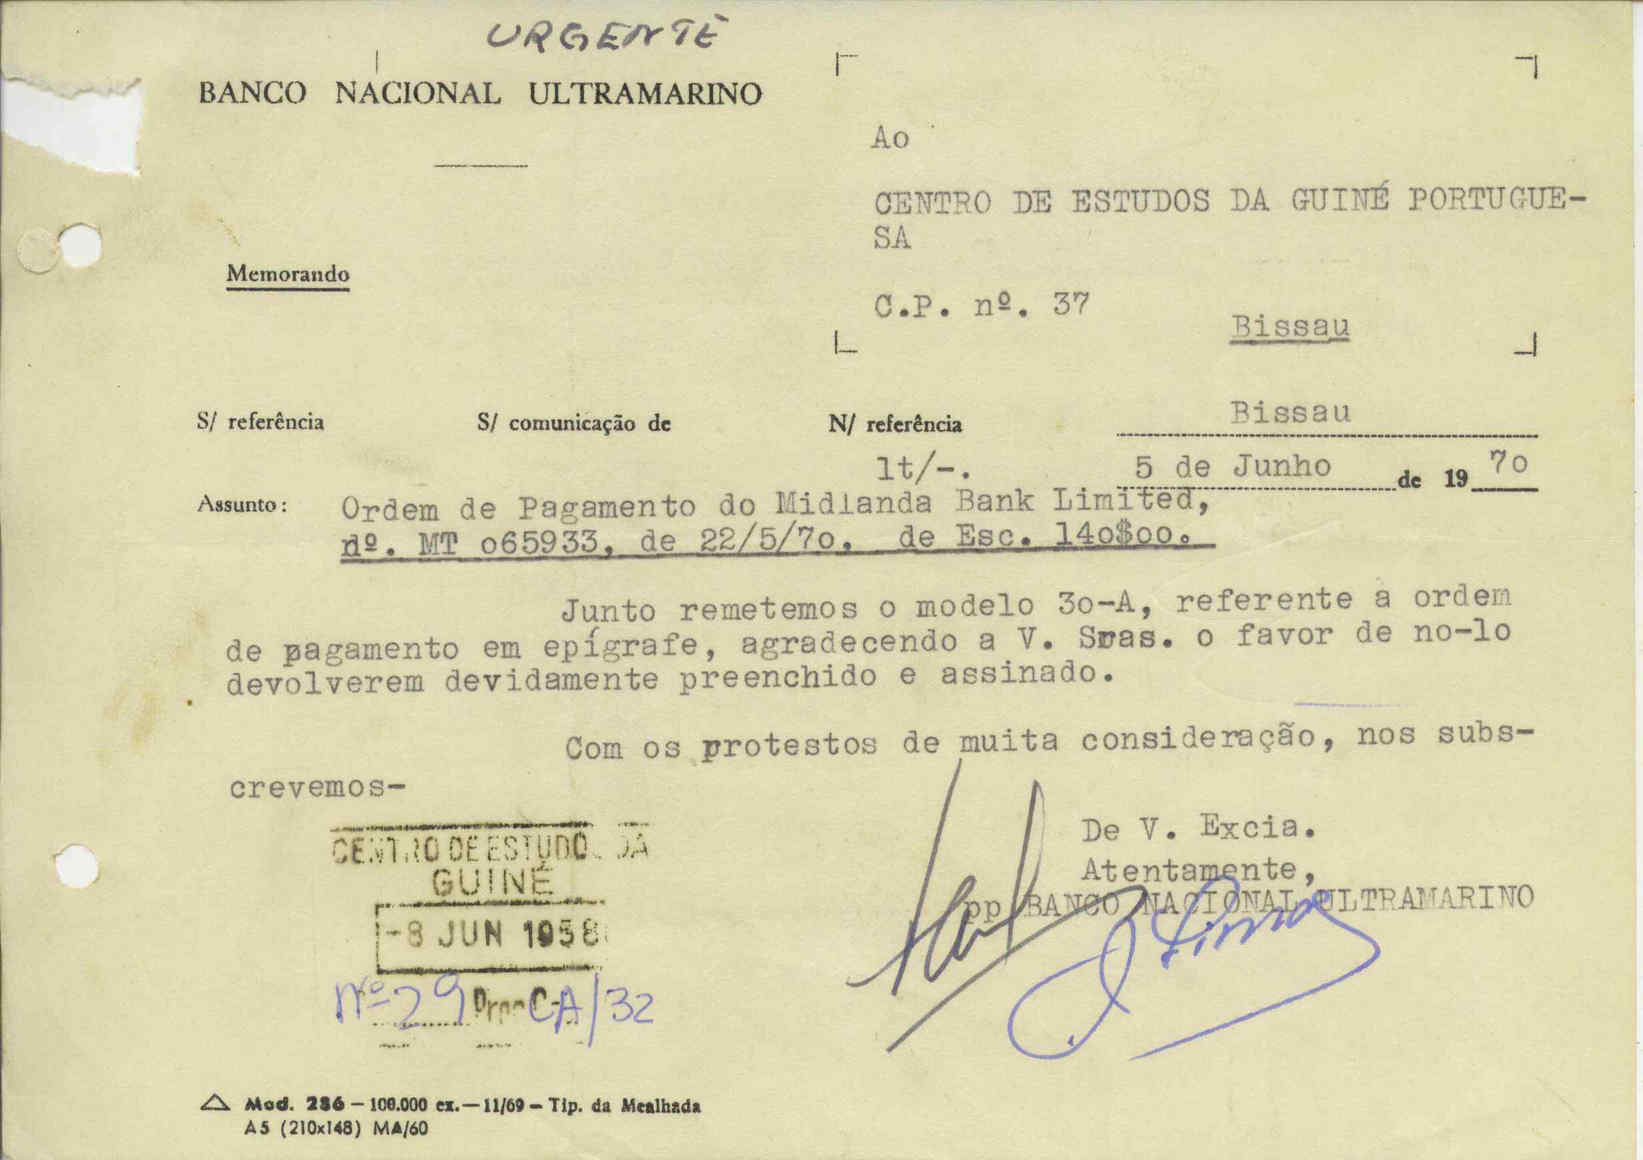 URGENTE
BANCO NACIONAL ULTRAMARINO
Ao
CENTRO DE ESTUDOS DA GUINÉ PORTUGUE-
SA
Memorando
C.P. nº. 37
Bissau
S/ referência S/ comunicação de N/ referência Bissau
lt/-. 5 de Junho de 1970
Assunto: Ordem de Pagamento do Midlanda Bank Limited,
nº. MT o65933, de 22/5/7o. de Esc. 14o$oo.
Junto remetemos o modelo 3o-A, referente à ordem
de pagamento em epígrafe, agradecendo a V. Sras. o favor de no-lo
devolverem devidamente preenchido e assinado.
Com os protestos de muita consideração, nos subs-
crevemos-
De V. Excia.
Atentamente,
pp BANCO NACIONAL ULTRAMARINO
CENTRO DE ESTUDO DA
GUINÉ
-8 JUN 1958
Nº 29 Proc C-A/32
Mod. 286 – 100.000 ex. – 11/69 – Tip. da Mealhada
A5 (210x148) MA/60